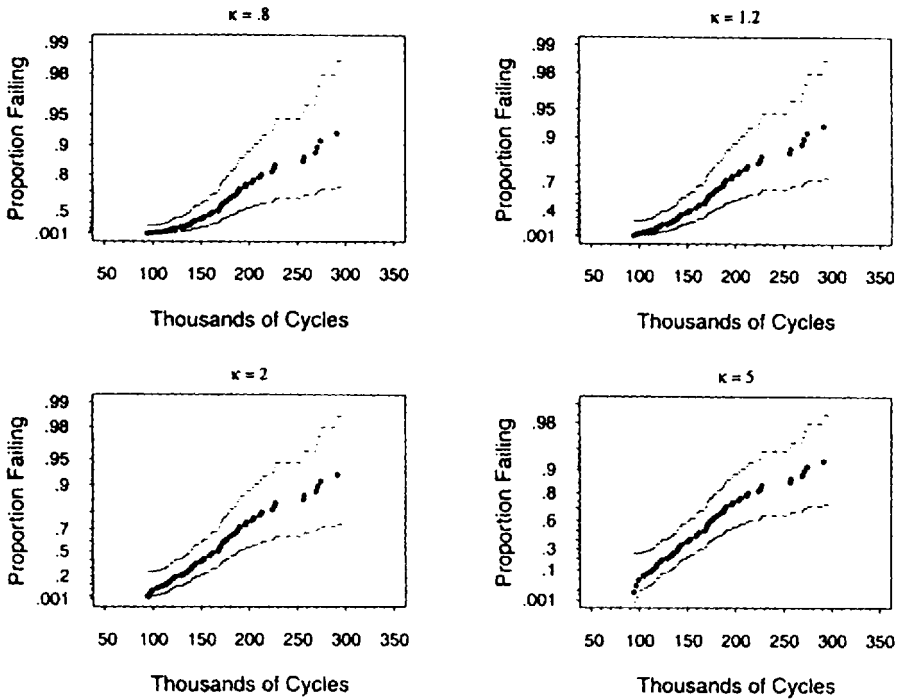 κ = .8
.99
.98
.95
.9
.8
.5
.001
Proportion Failing
50 100 150 200 250 300 350
Thousands of Cycles
κ = 1.2
.99
.98
.95
.9
.7
.4
.001
Proportion Failing
50 100 150 200 250 300 350
Thousands of Cycles
κ = 2
.99
.98
.95
.9
.7
.5
.2
.001
Proportion Failing
50 100 150 200 250 300 350
Thousands of Cycles
κ = 5
.98
.9
.8
.6
.3
.1
.001
Proportion Failing
50 100 150 200 250 300 350
Thousands of Cycles